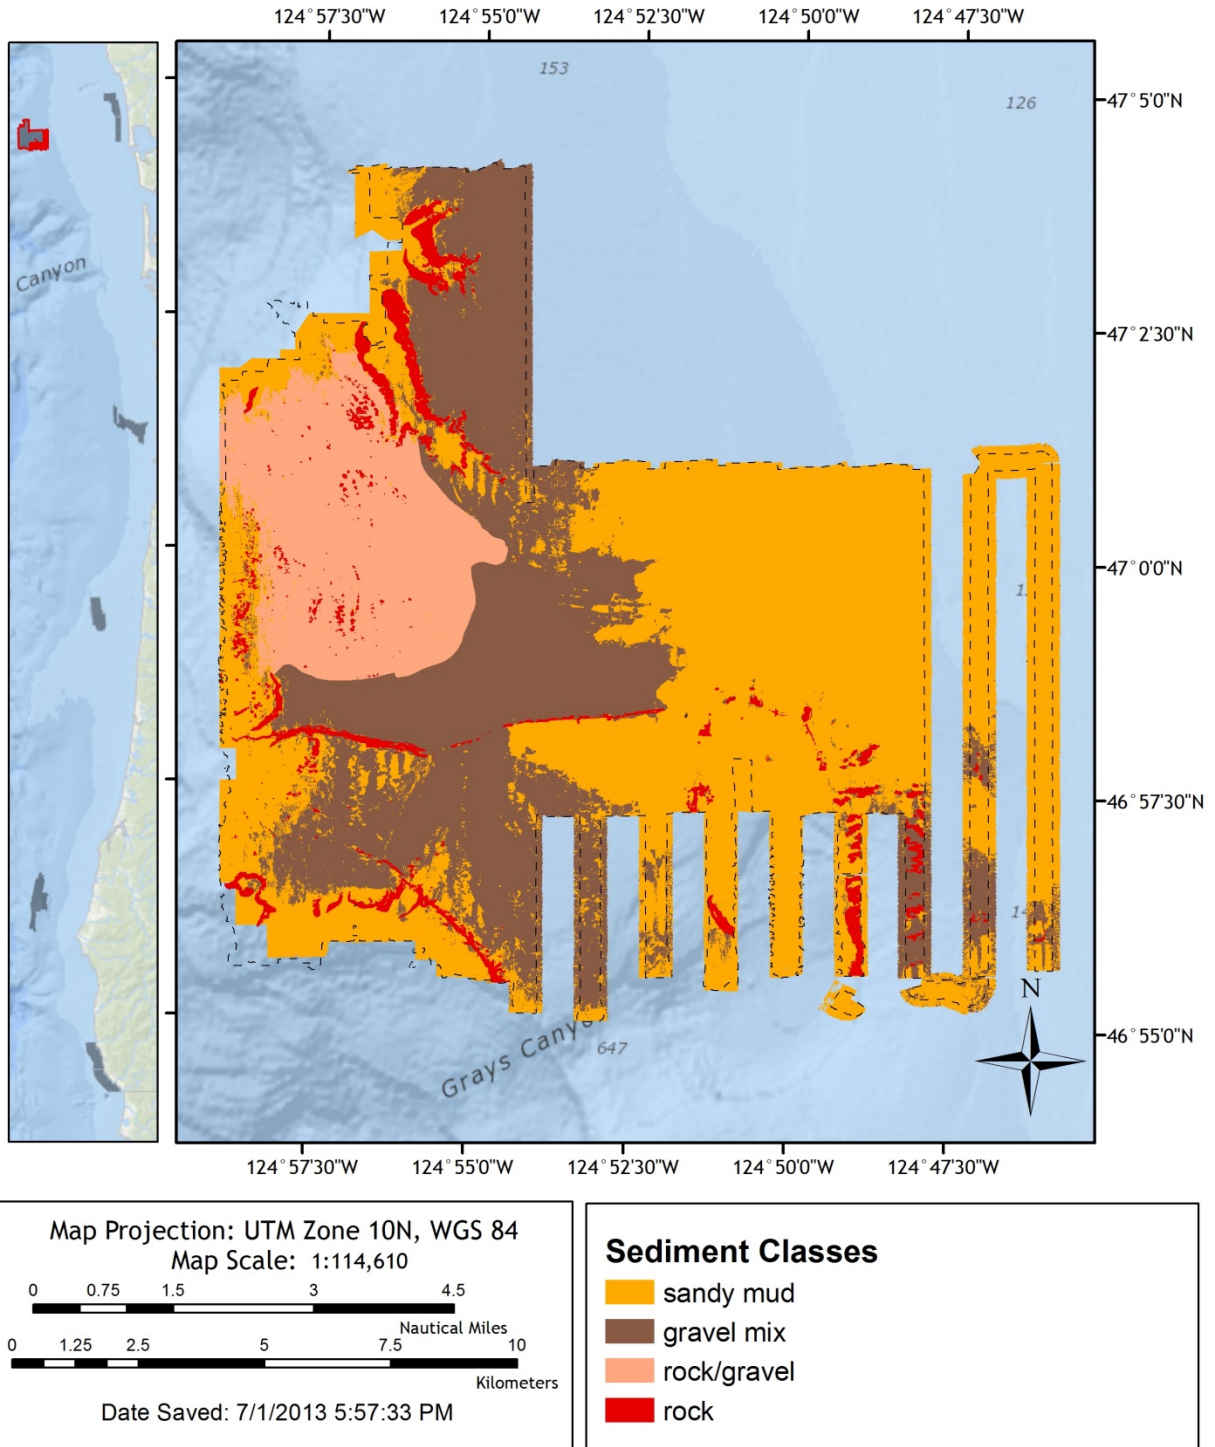 124°57'30"W 124°55'0"W 124°52'30"W 124°50'0"W 124°47'30"W
153
126
47°5'0"N
Canyon
47°2'30"N
47°0'0"N
46°57'30"N
N
46°55'0"N
647
124°57'30"W 124°55'0"W 124°52'30"W 124°50'0"W 124°47'30"W
Map Projection: UTM Zone 10N, WGS 84
Map Scale: 1:114,610
0 0.75 1.5 3 4.5
Nautical Miles
0 1.25 2.5 5 7.5 10
Kilometers
Date Saved: 7/1/2013 5:57:33 PM
Sediment Classes
sandy mud
gravel mix
rock/gravel
rock
Grays